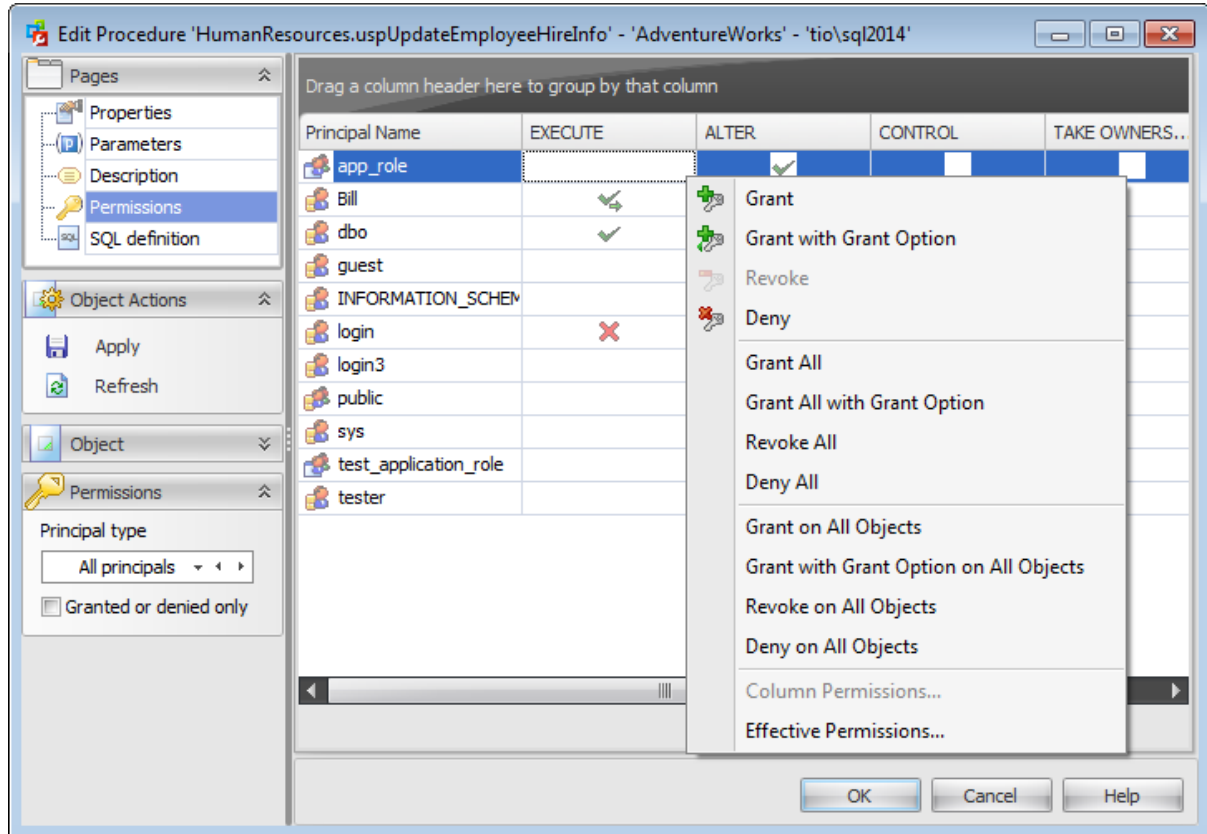 Edit Procedure 'HumanResources.uspUpdateEmployeeHireInfo' - 'AdventureWorks' - 'tio\sql2014'
Pages
Properties
Parameters
Description
Permissions
SQL definition
Object Actions
Apply
Refresh
Object
Permissions
Principal type
All principals
Granted or denied only
Drag a column header here to group by that column
Principal Name EXECUTE ALTER CONTROL TAKE OWNERS...
app_role
Bill
dbo
guest
INFORMATION_SCHEM
login
login3
public
sys
test_application_role
tester
Grant
Grant with Grant Option
Revoke
Deny
Grant All
Grant All with Grant Option
Revoke All
Deny All
Grant on All Objects
Grant with Grant Option on All Objects
Revoke on All Objects
Deny on All Objects
Column Permissions...
Effective Permissions...
OK Cancel Help